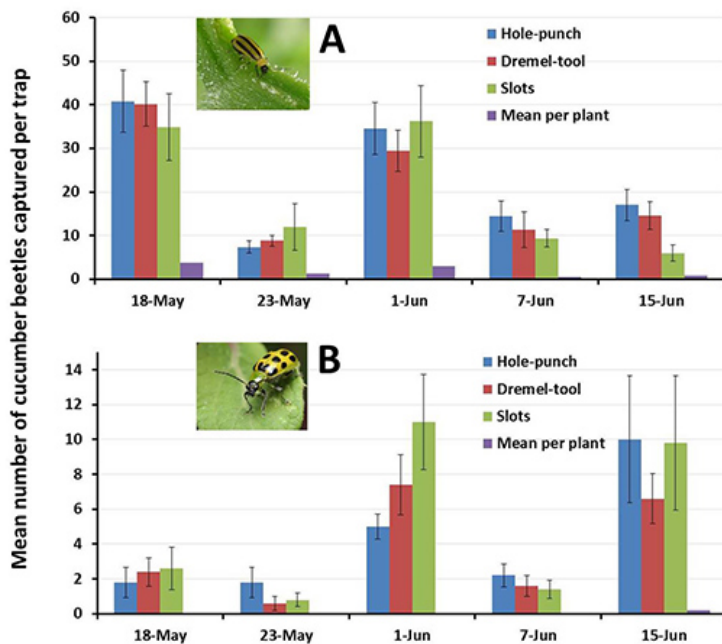 Mean number of cucumber beetles captured per trap
A
60
50
40
30
20
10
0
Hole-punch
Dremel-tool
Slots
Mean per plant
18-May 23-May 1-Jun 7-Jun 15-Jun
B
14
12
10
8
6
4
2
0
Hole-punch
Dremel-tool
Slots
Mean per plant
18-May 23-May 1-Jun 7-Jun 15-Jun